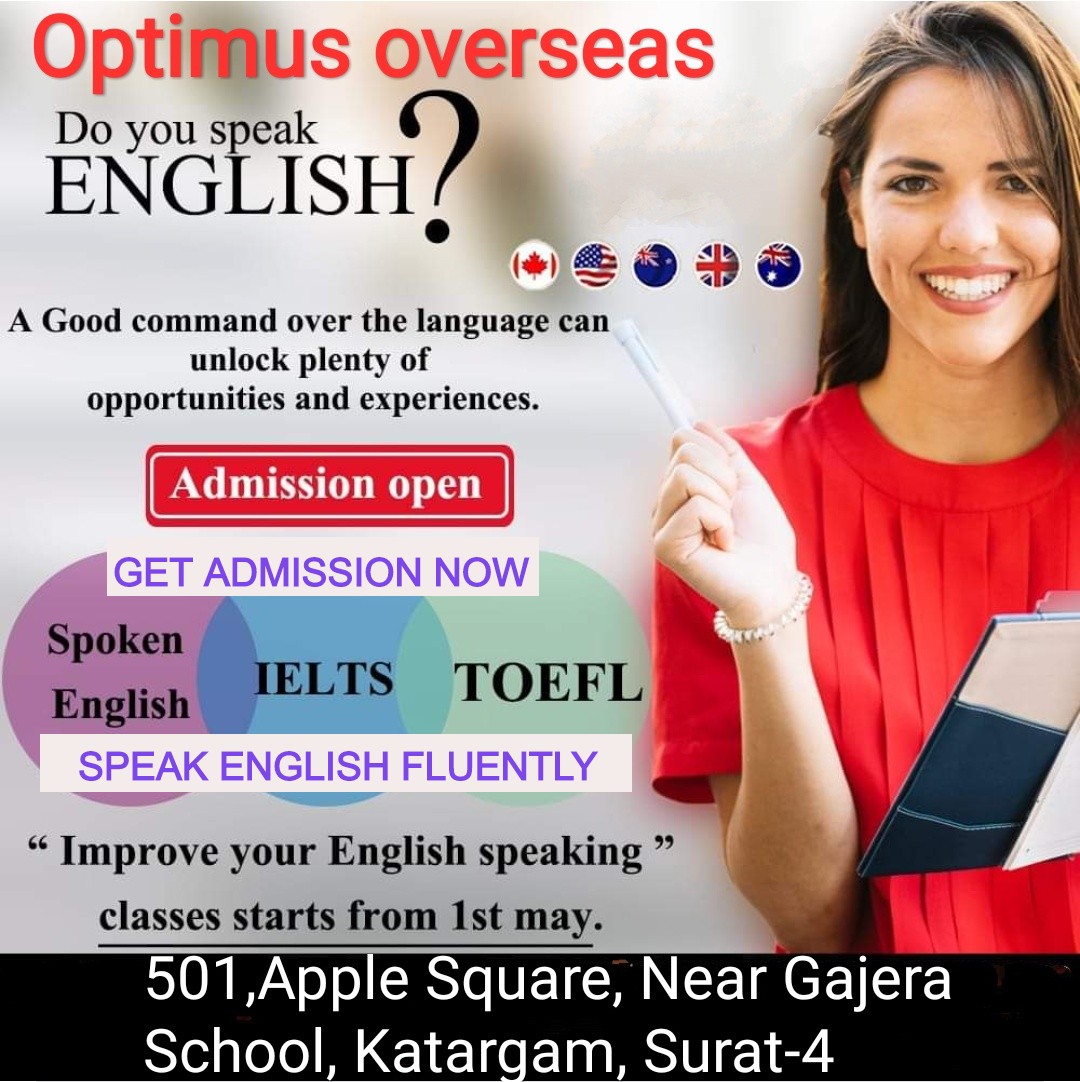 Optimus overseas
Do you speak
ENGLISH?
A Good command over the language can
unlock plenty of
opportunities and experiences.
Admission open
GET ADMISSION NOW
Spoken
English
IELTS
TOEFL
SPEAK ENGLISH FLUENTLY
“ Improve your English speaking ”
classes starts from 1st may.
501,Apple Square, Near Gajera
School, Katargam, Surat-4